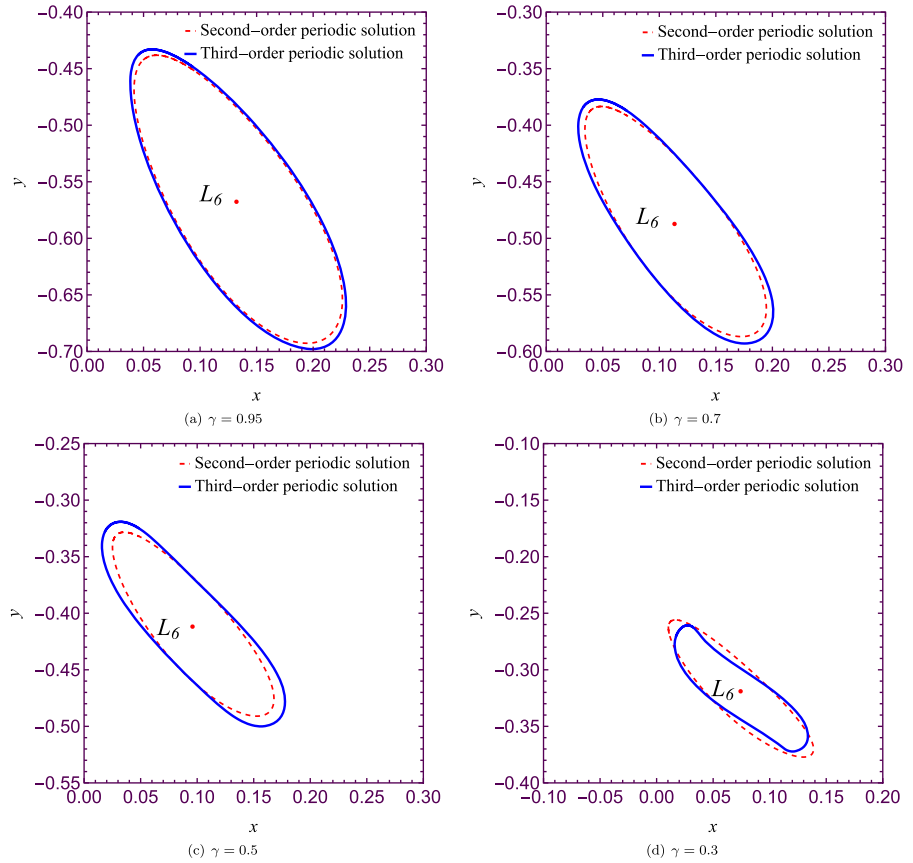 −0.40
Second−order periodic solution
Third−order periodic solution
−0.45
−0.50
y
−0.55
L6
−0.60
−0.65
−0.70
0.00 0.05 0.10 0.15 0.20 0.25 0.30
x
(a) γ = 0.95
−0.30
Second−order periodic solution
Third−order periodic solution
−0.35
−0.40
y
−0.45
L6
−0.50
−0.55
−0.60
0.00 0.05 0.10 0.15 0.20 0.25 0.30
x
(b) γ = 0.7
−0.25
Second−order periodic solution
Third−order periodic solution
−0.30
−0.35
y
−0.40
L6
−0.45
−0.50
−0.55
0.00 0.05 0.10 0.15 0.20 0.25 0.30
x
(c) γ = 0.5
−0.10
Second−order periodic solution
Third−order periodic solution
−0.15
−0.20
y
−0.25
−0.30
L6
−0.35
−0.40
−0.10 −0.05 0.00 0.05 0.10 0.15 0.20
x
(d) γ = 0.3